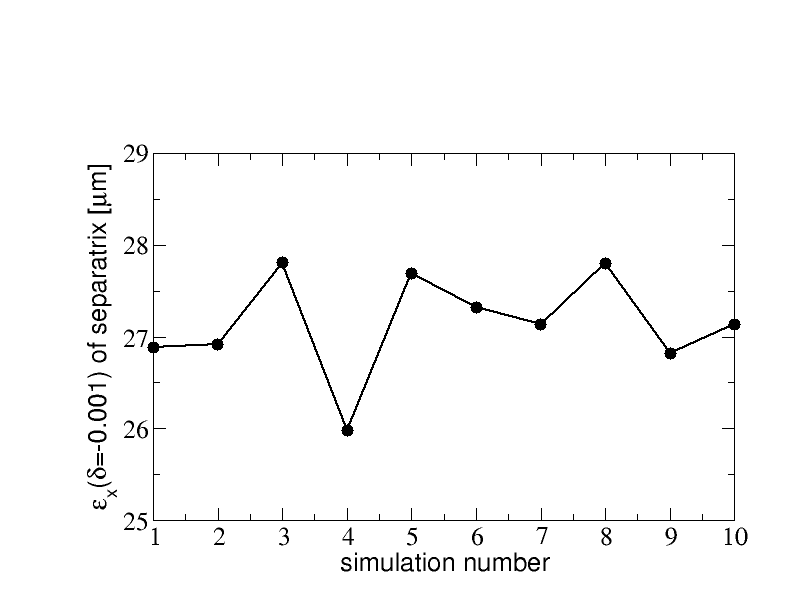 εx(δ=-0.001) of separatrix [μm]
29
28
27
26
25
1 2 3 4 5 6 7 8 9 10
simulation number